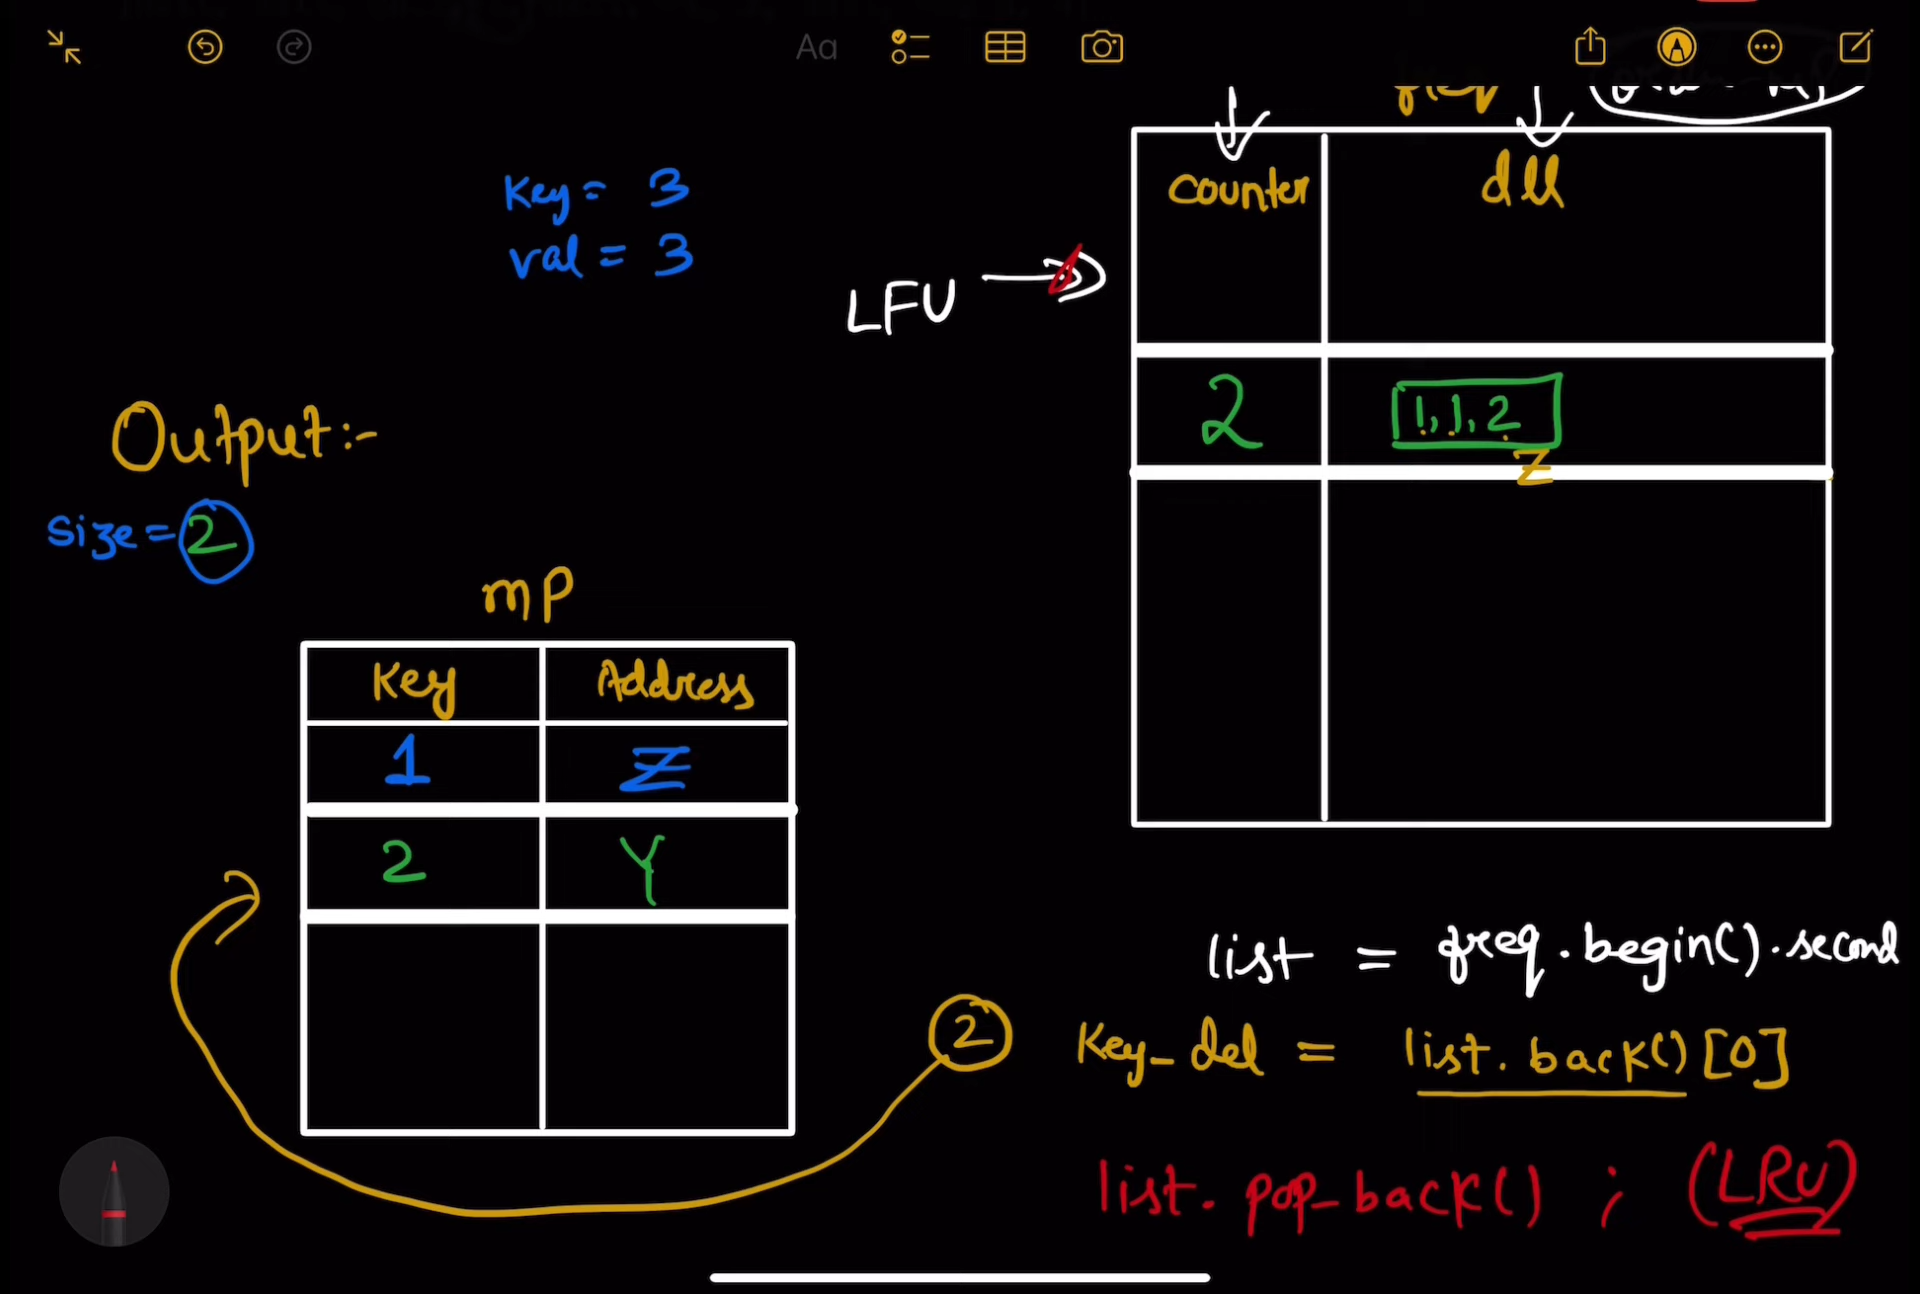 Aa
freq
counter dll
Key = 3
val = 3
LFU
2 1, 1, 2
Z
Output:-
size = 2
mp
Key Address
1 Z
2 Y
list = freq.begin().second
2 Key_del = list.back()[0]
list.pop_back() ; (LRU)